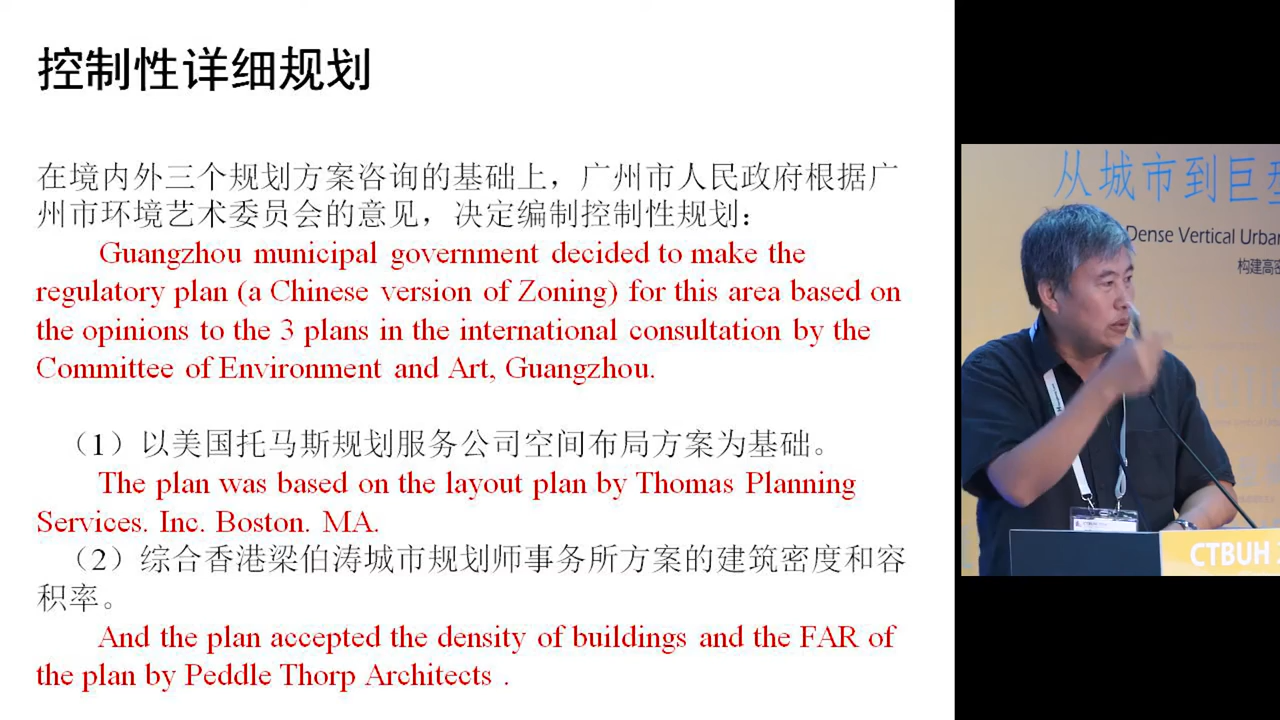 控制性详细规划
在境内外三个规划方案咨询的基础上，广州市人民政府根据广
州市环境艺术委员会的意见，决定编制控制性规划：
Guangzhou municipal government decided to make the
regulatory plan (a Chinese version of Zoning) for this area based on
the opinions to the 3 plans in the international consultation by the
Committee of Environment and Art, Guangzhou.
（1）以美国托马斯规划服务公司空间布局方案为基础。
The plan was based on the layout plan by Thomas Planning
Services. Inc. Boston. MA.
（2）综合香港梁伯涛城市规划师事务所方案的建筑密度和容
积率。
And the plan accepted the density of buildings and the FAR of
the plan by Peddle Thorp Architects .
从城市到巨型
Dense Vertical Urban
构建高密
CTBUH